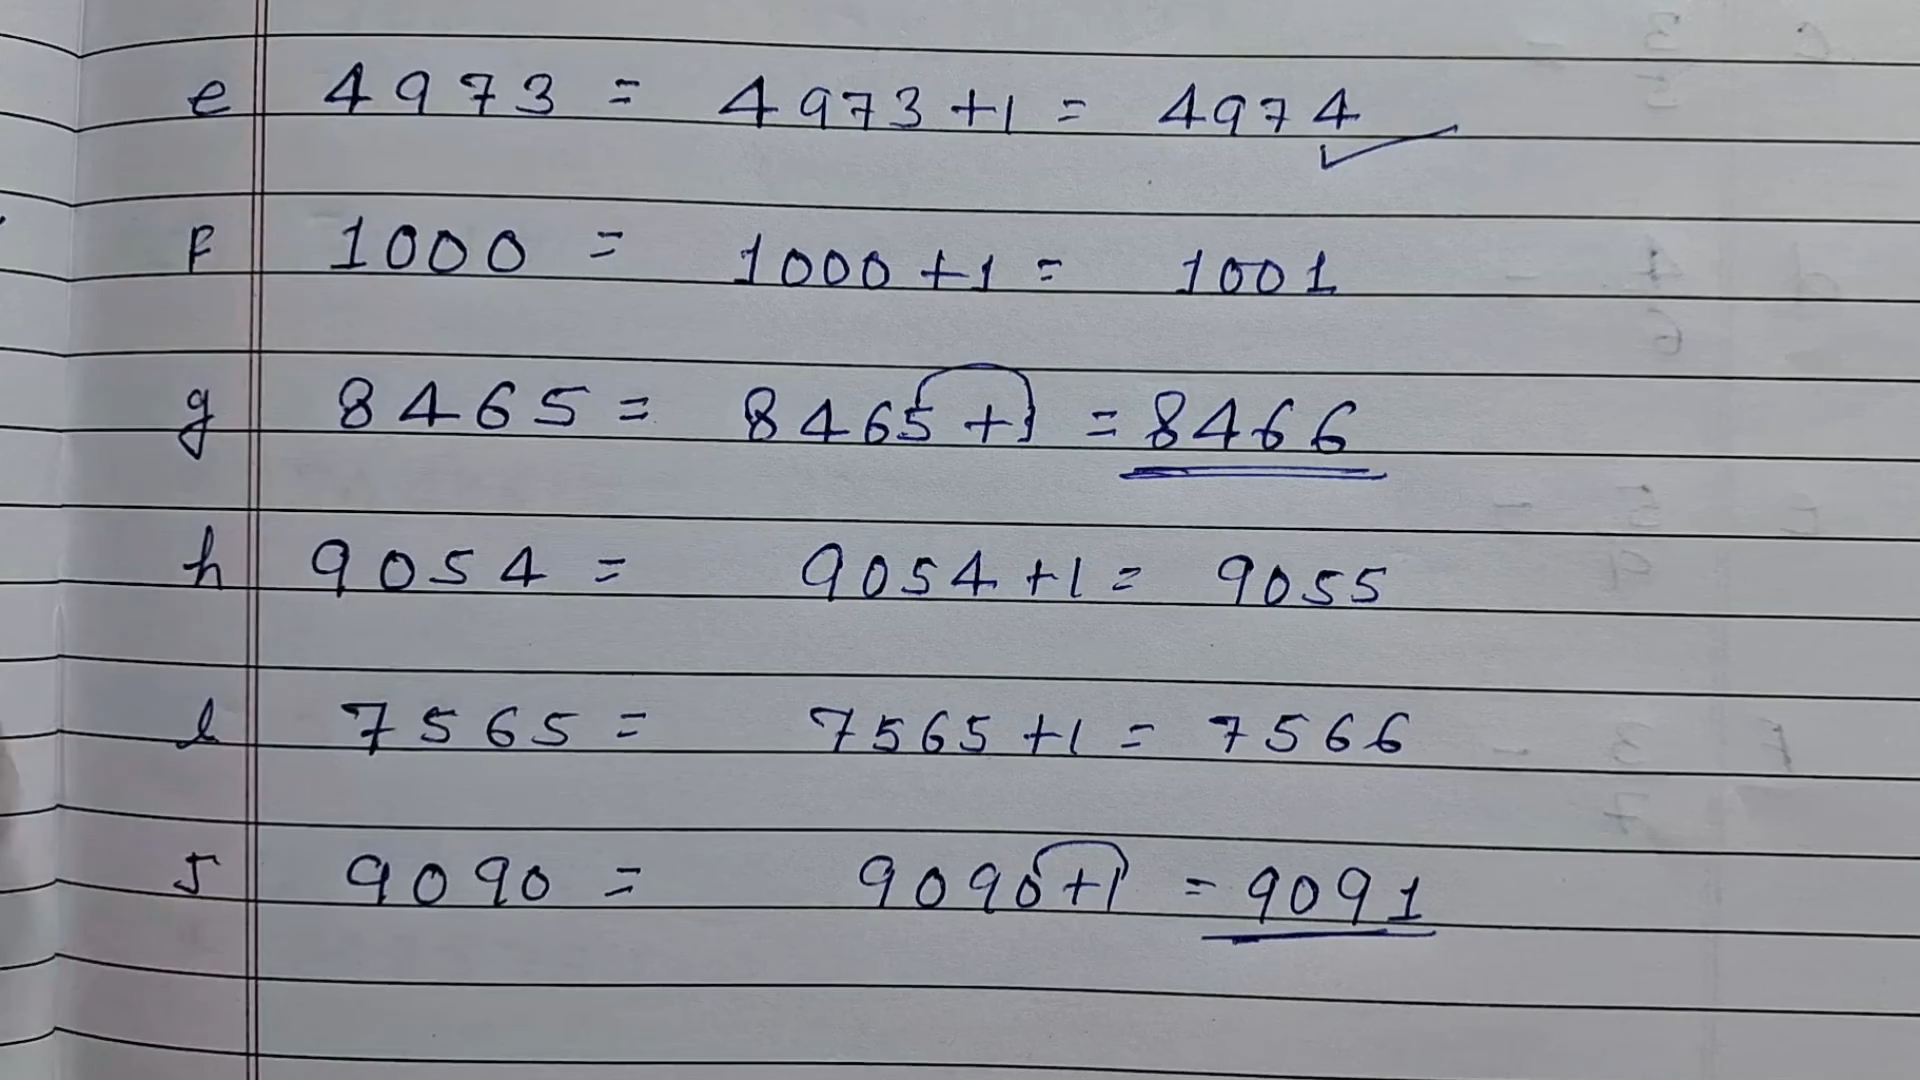 e 4973 = 4973+1 = 4974
F 1000 = 1000+1 = 1001
g 8465 = 8465+1 = 8466
h 9054 = 9054+1 = 9055
i 7565 = 7565+1 = 7566
J 9090 = 9090+1 = 9091